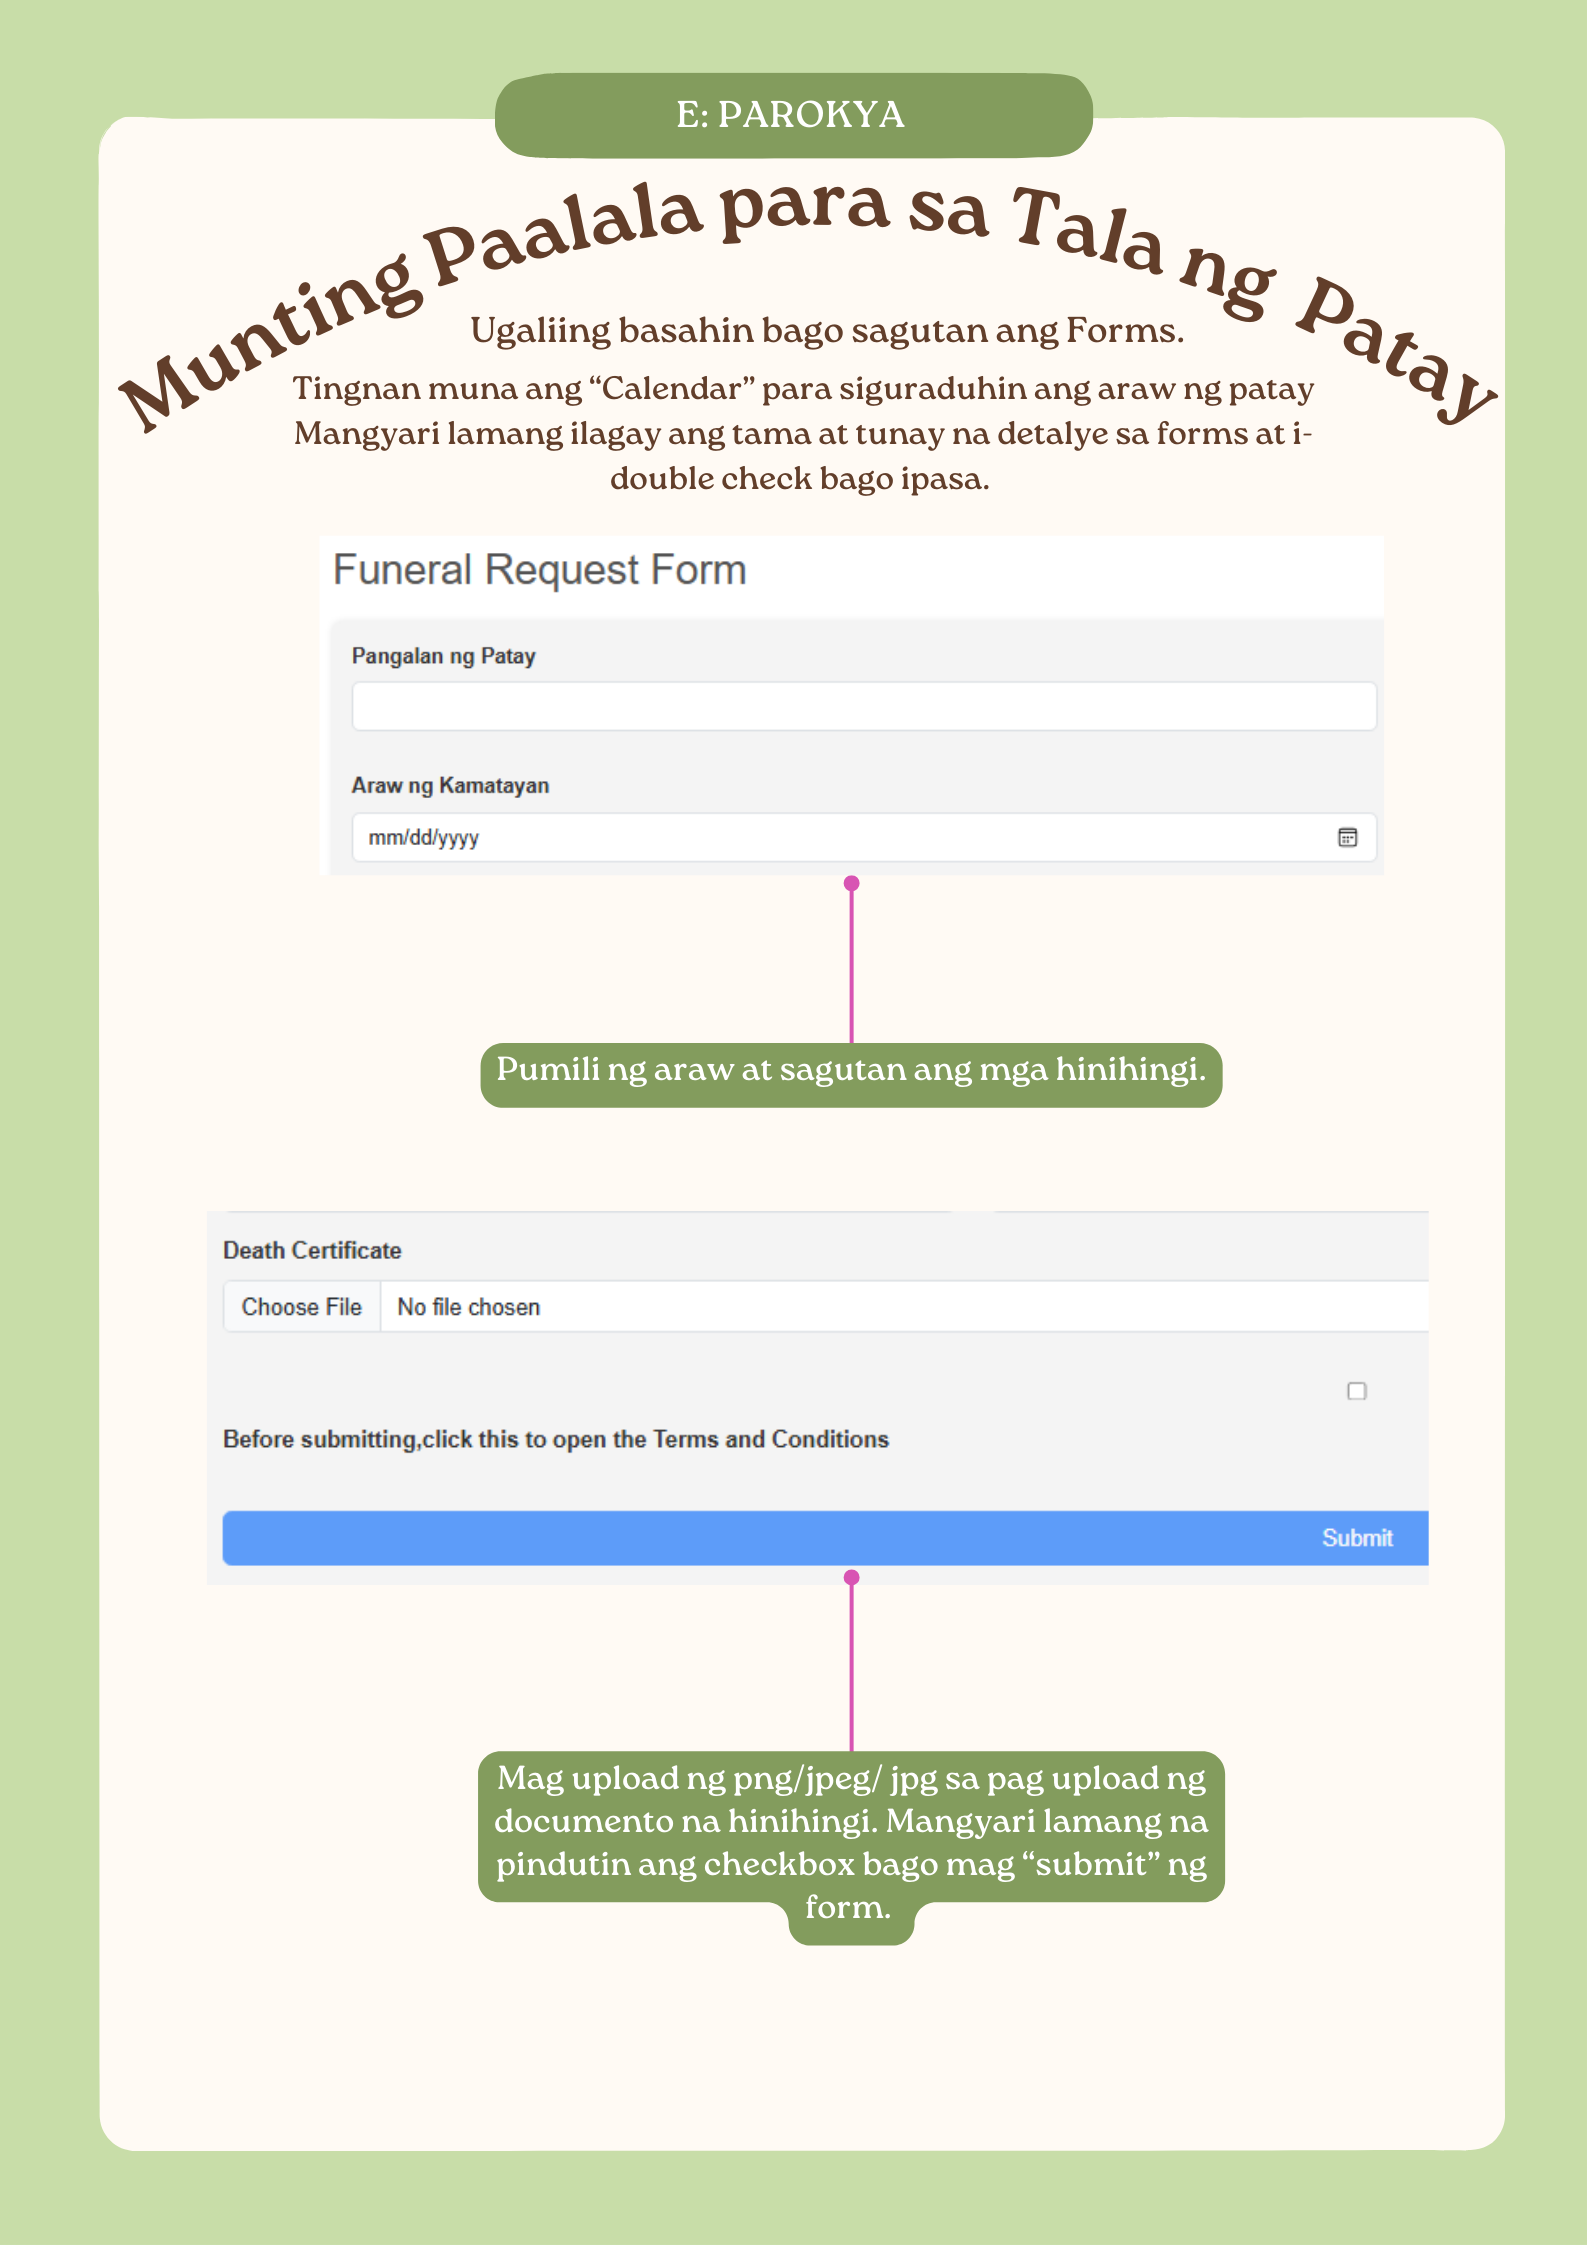 E: PAROKYA
Munting Paalala para sa Tala ng Patay
Ugaliing basahin bago sagutan ang Forms.
Tingnan muna ang “Calendar” para siguraduhin ang araw ng patay
Mangyari lamang ilagay ang tama at tunay na detalye sa forms at i-
double check bago ipasa.
Funeral Request Form
Pangalan ng Patay
Araw ng Kamatayan
mm/dd/yyyy
Pumili ng araw at sagutan ang mga hinihingi.
Death Certificate
Choose File No file chosen
Before submitting,click this to open the Terms and Conditions
Submit
Mag upload ng png/jpeg/ jpg sa pag upload ng
documento na hinihingi. Mangyari lamang na
pindutin ang checkbox bago mag “submit” ng
form.